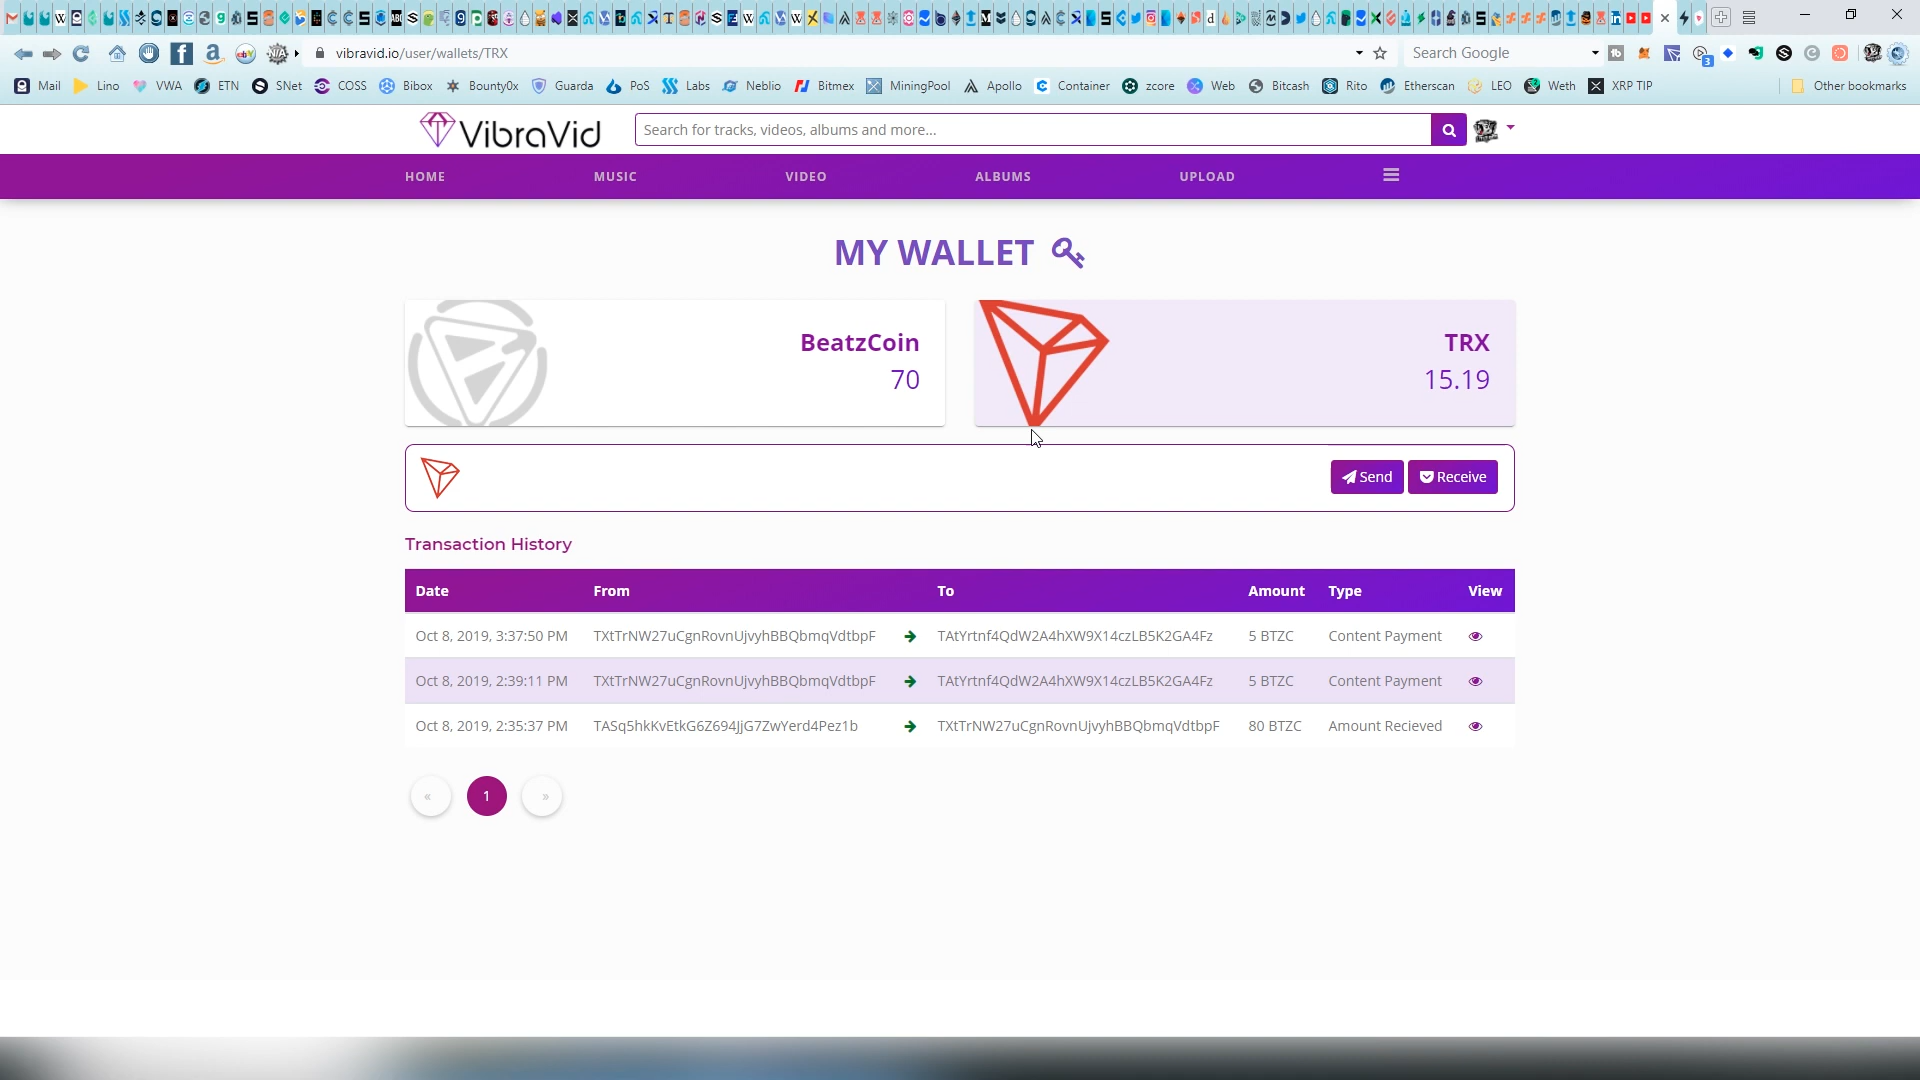 vibravid.io/user/wallets/TRX
Search Google
Mail Lino VWA ETN SNet COSS Bibox Bounty0x Guarda PoS Labs Neblio Bitmex MiningPool Apollo Container zcore Web Bitcash Rito Etherscan LEO Weth XRP TIP Other bookmarks
VibraVid
Search for tracks, videos, albums and more...
HOME MUSIC VIDEO ALBUMS UPLOAD
MY WALLET
BeatzCoin
70
TRX
15.19
Send Receive
Transaction History
Date From To Amount Type View
Oct 8, 2019, 3:37:50 PM TXtTrNW27uCgnRovnUjvyhBBQbmqVdtbpF TAtYrtnf4QdW2A4hXW9X14czLB5K2GA4Fz 5 BTZC Content Payment
Oct 8, 2019, 2:39:11 PM TXtTrNW27uCgnRovnUjvyhBBQbmqVdtbpF TAtYrtnf4QdW2A4hXW9X14czLB5K2GA4Fz 5 BTZC Content Payment
Oct 8, 2019, 2:35:37 PM TASq5hkKvEtkG6Z694JjG7ZwYerd4Pez1b TXtTrNW27uCgnRovnUjvyhBBQbmqVdtbpF 80 BTZC Amount Recieved
« 1 »